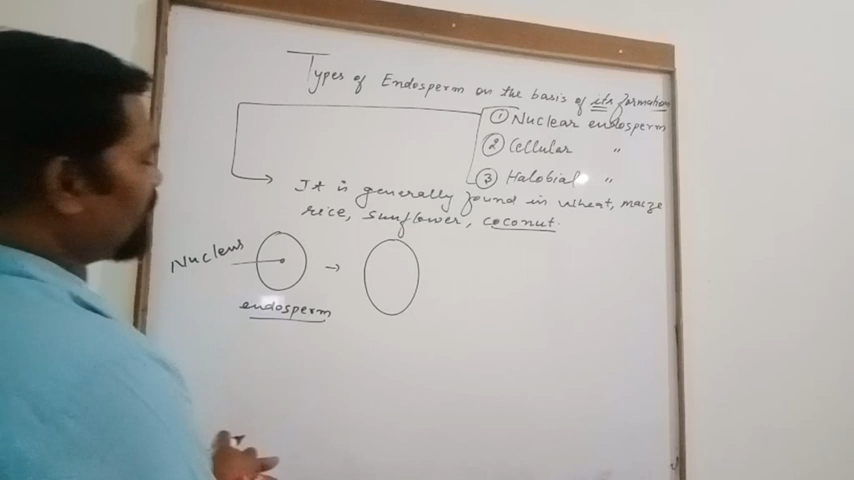 Types of Endosperm on the basis of its formation
① Nuclear endosperm
② Cellular "
③ Halobial "
It is generally found in wheat, maize
rice, sunflower, coconut.
Nucleus
endosperm